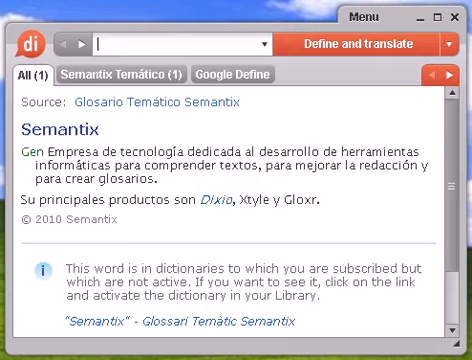 Menu
di
Define and translate
All (1)
Semantix Temático (1)
Google Define
Source: Glosario Temático Semantix
Semantix
Gen Empresa de tecnología dedicada al desarrollo de herramientas
informáticas para comprender textos, para mejorar la redacción y
para crear glosarios.
Su principales productos son Dixio, Xtyle y Gloxr.
© 2010 Semantix
i
This word is in dictionaries to which you are subscribed but
which are not active. If you want to see it, click on the link
and activate the dictionary in your Library.
"Semantix" - Glossari Temàtic Semantix